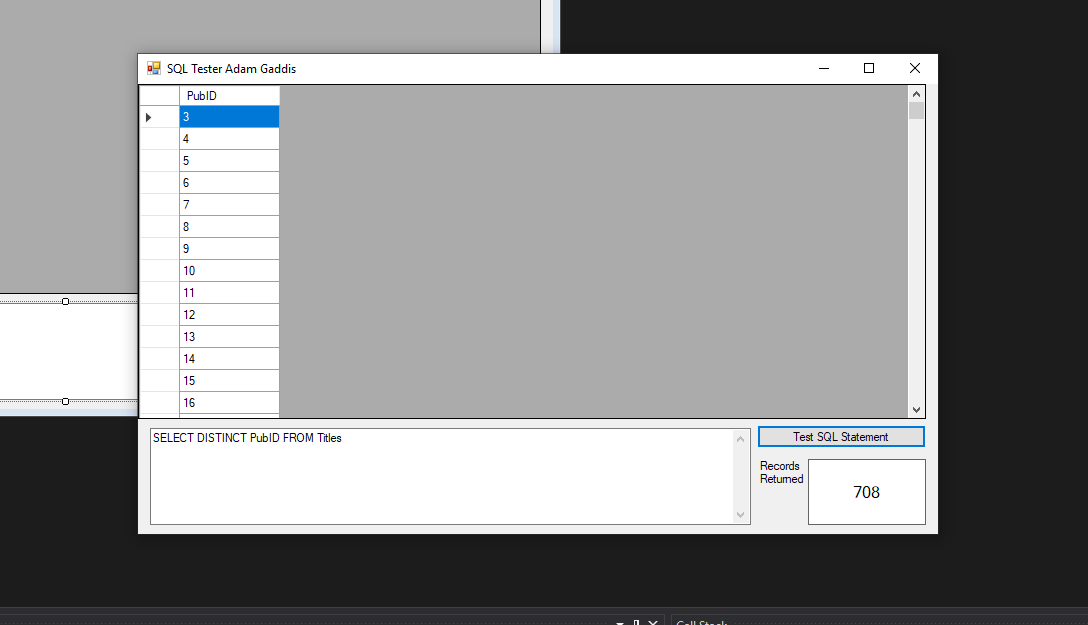 SQL Tester Adam Gaddis
PubID
3
4
5
6
7
8
9
10
11
12
13
14
15
16
SELECT DISTINCT PubID FROM Titles
Test SQL Statement
Records
Returned
708
Call Stack